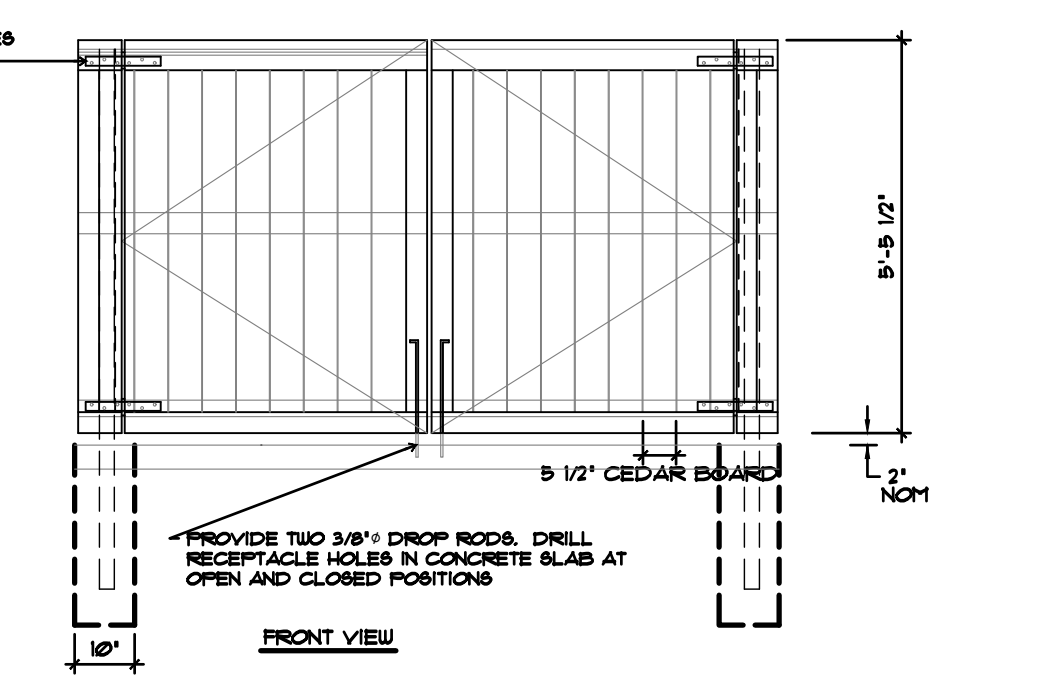 ES
5'-5 1/2"
5 1/2" CEDAR BOARD
2"
NOM
PROVIDE TWO 3/8"⌀ DROP RODS. DRILL
RECEPTACLE HOLES IN CONCRETE SLAB AT
OPEN AND CLOSED POSITIONS
FRONT VIEW
10"